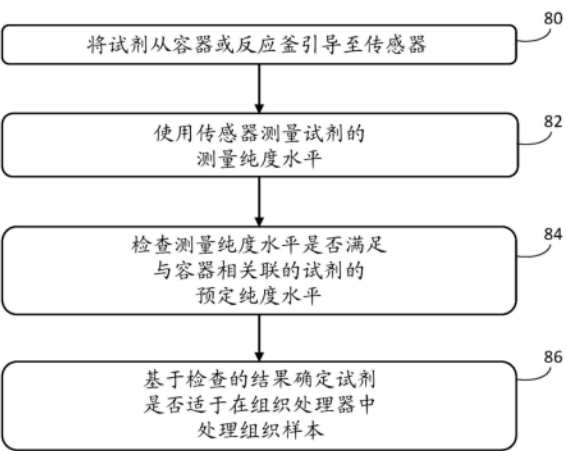 80
将试剂从容器或反应釜引导至传感器
82
使用传感器测量试剂的
测量纯度水平
84
检查测量纯度水平是否满足
与容器相关联的试剂的
预定纯度水平
86
基于检查的结果确定试剂
是否适于在组织处理器中
处理组织样本